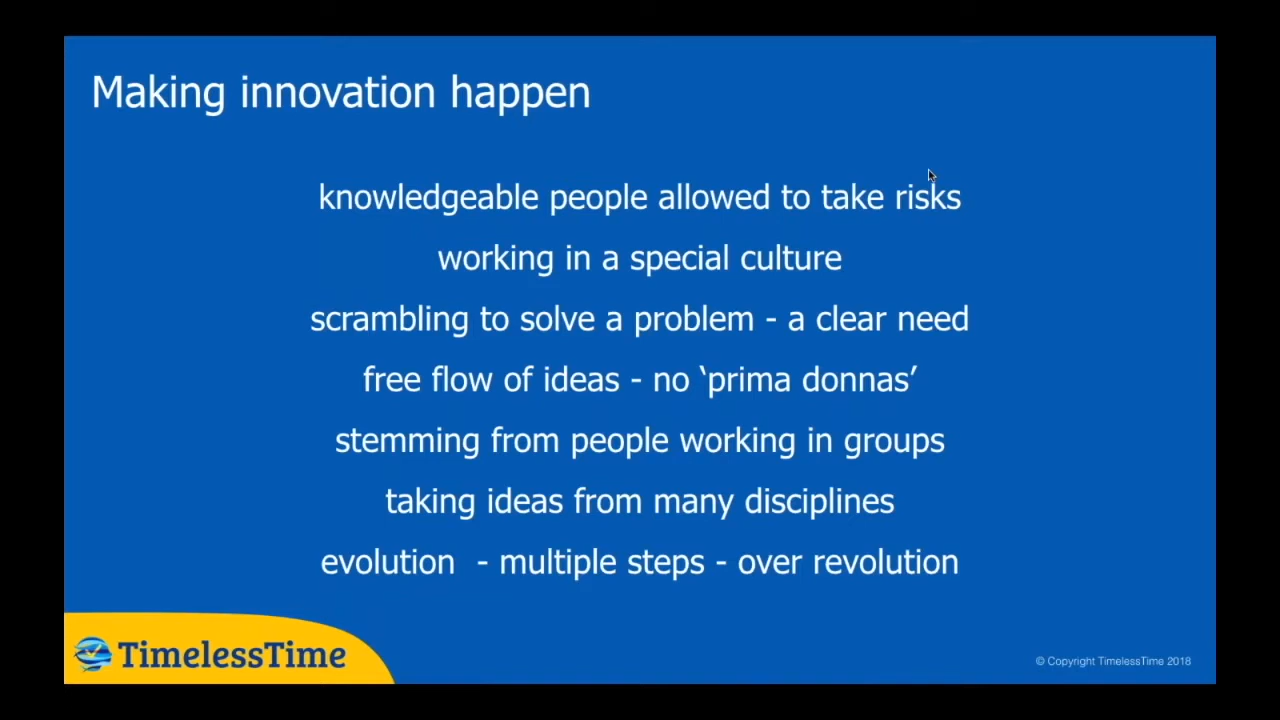 Making innovation happen
knowledgeable people allowed to take risks
working in a special culture
scrambling to solve a problem - a clear need
free flow of ideas - no ‘prima donnas’
stemming from people working in groups
taking ideas from many disciplines
evolution  - multiple steps - over revolution
TimelessTime
© Copyright TimelessTime 2018